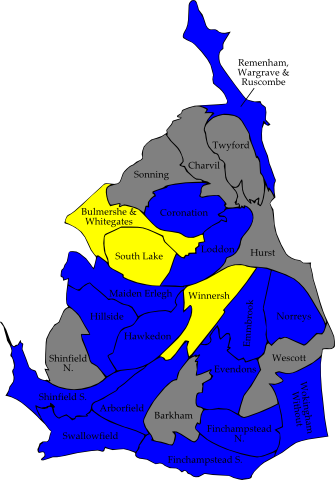 Remenham,
Wargrave &
Ruscombe
Twyford
Charvil
Sonning
Bulmershe &
Whitegates
Coronation
South Lake
Loddon
Hurst
Maiden Erlegh
Winnersh
Hillside
Hawkedon
Emmbrook
Norreys
Shinfield
N.
Wescott
Evendons
Shinfield S.
Arborfield
Barkham
Wokingham
Without
Swallowfield
Finchampstead
N.
Finchampstead S.